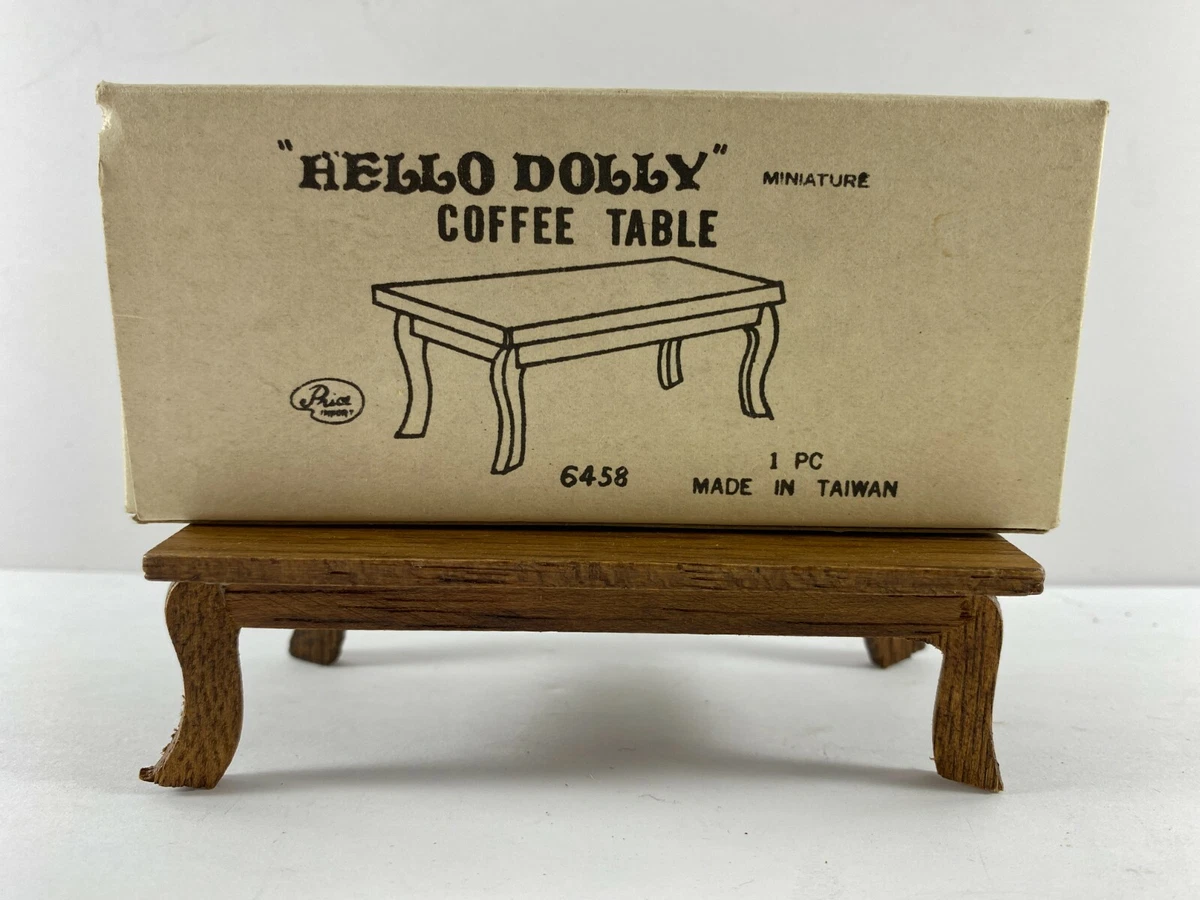 "HELLO DOLLY" MINIATURE
COFFEE TABLE
Price
IMPORT
6458
1 PC
MADE IN TAIWAN